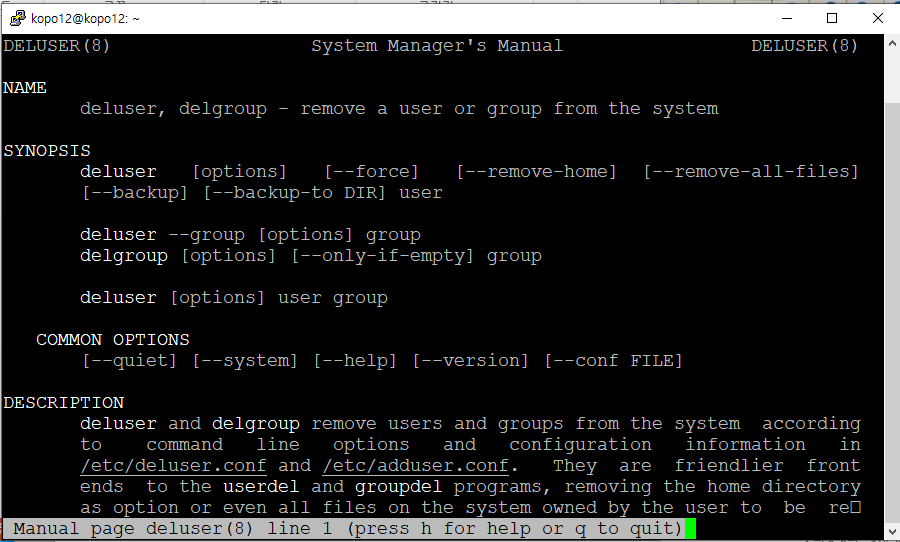 kopo12@kopo12: ~
DELUSER(8) System Manager's Manual DELUSER(8)
NAME
deluser, delgroup - remove a user or group from the system
SYNOPSIS
deluser [options] [--force] [--remove-home] [--remove-all-files]
[--backup] [--backup-to DIR] user
deluser --group [options] group
delgroup [options] [--only-if-empty] group
deluser [options] user group
COMMON OPTIONS
[--quiet] [--system] [--help] [--version] [--conf FILE]
DESCRIPTION
deluser and delgroup remove users and groups from the system according
to command line options and configuration information in
/etc/deluser.conf and /etc/adduser.conf. They are friendlier front
ends to the userdel and groupdel programs, removing the home directory
as option or even all files on the system owned by the user to be re
Manual page deluser(8) line 1 (press h for help or q to quit)